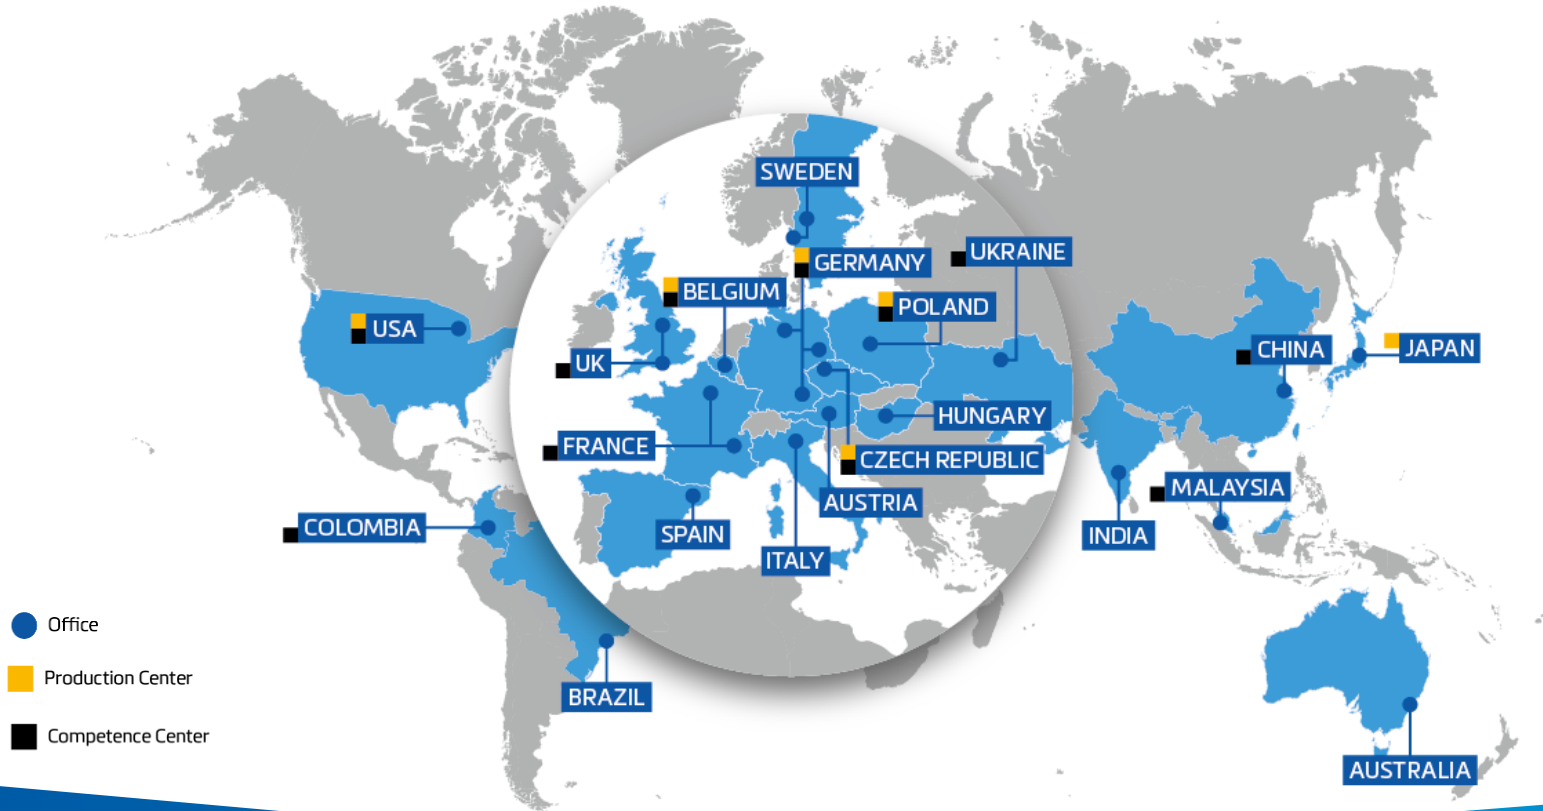 SWEDEN
UKRAINE
GERMANY
BELGIUM
POLAND
USA
CHINA
JAPAN
UK
HUNGARY
FRANCE
CZECH REPUBLIC
MALAYSIA
AUSTRIA
COLOMBIA
SPAIN
INDIA
ITALY
Office
Production Center
BRAZIL
Competence Center
AUSTRALIA